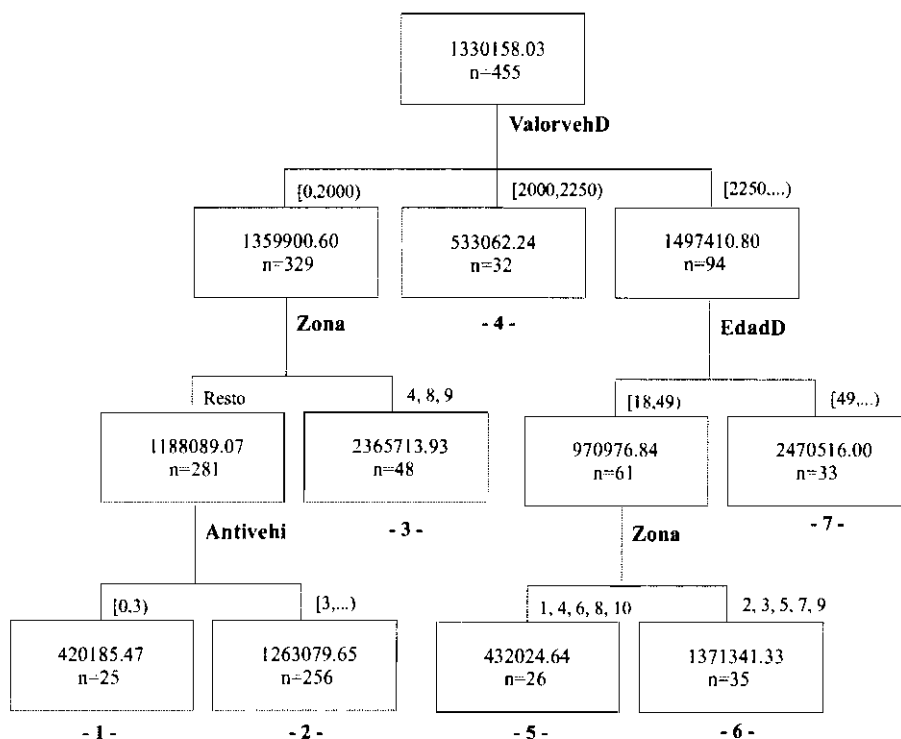 1330158.03
n=455
ValorvehD
[0,2000)
[2000,2250)
[2250,...)
1359900.60
n=329
533062.24
n=32
1497410.80
n=94
Zona
- 4 -
EdadD
Resto
4, 8, 9
[18,49)
[49,...)
1188089.07
n=281
2365713.93
n=48
970976.84
n=61
2470516.00
n=33
Antivehi
- 3 -
Zona
- 7 -
[0,3)
[3,...)
1, 4, 6, 8, 10
2, 3, 5, 7, 9
420185.47
n=25
1263079.65
n=256
432024.64
n=26
1371341.33
n=35
- 1 -
- 2 -
- 5 -
- 6 -